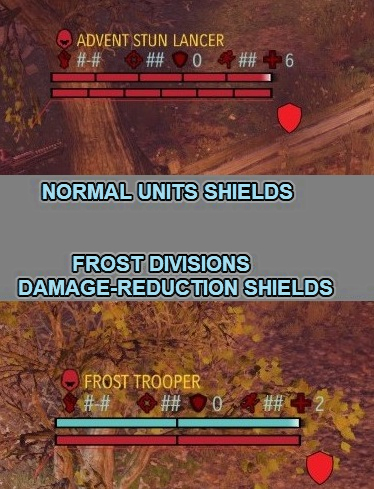 ADVENT STUN LANCER
#-# ## 0 ## 6
NORMAL UNITS SHIELDS
FROST DIVISIONS
DAMAGE-REDUCTION SHIELDS
FROST TROOPER
#-# ## 0 ## 2